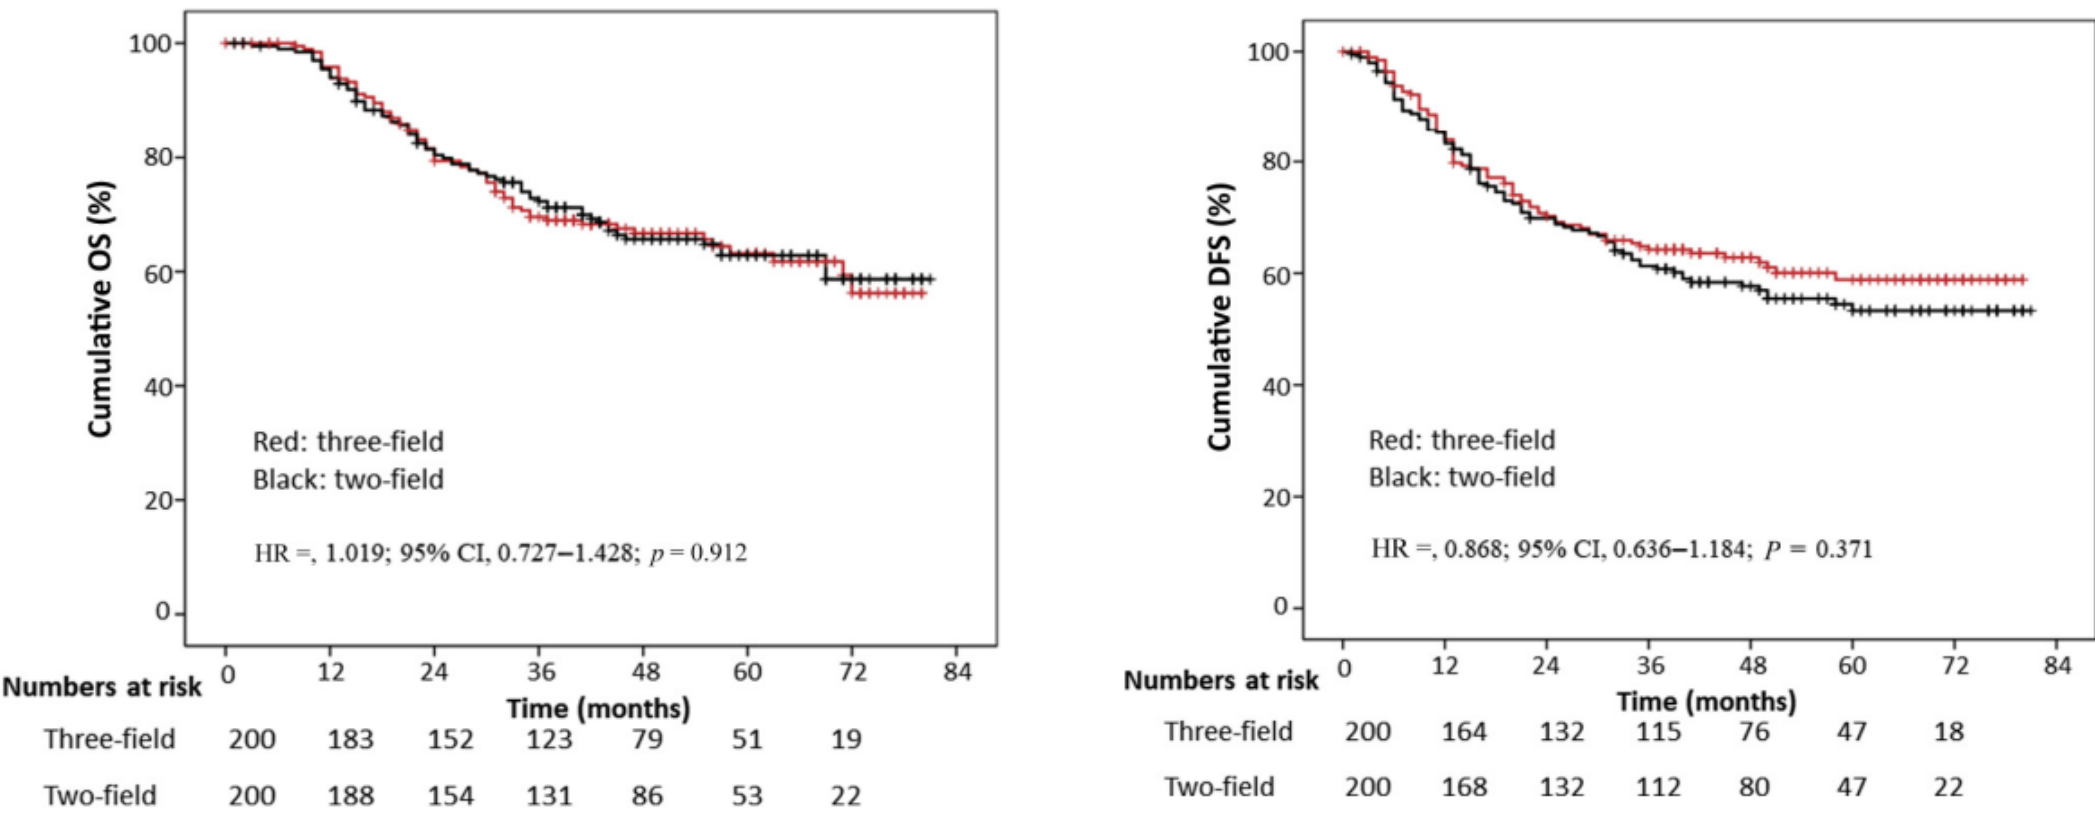 Cumulative OS (%)
100
80
60
40
20
0
Red: three-field
Black: two-field
HR =, 1.019; 95% CI, 0.727–1.428; p = 0.912
0 12 24 36 48 60 72 84
Time (months)
Numbers at risk
Three-field 200 183 152 123 79 51 19
Two-field 200 188 154 131 86 53 22
Cumulative DFS (%)
100
80
60
40
20
0
Red: three-field
Black: two-field
HR =, 0.868; 95% CI, 0.636–1.184; P = 0.371
0 12 24 36 48 60 72 84
Time (months)
Numbers at risk
Three-field 200 164 132 115 76 47 18
Two-field 200 168 132 112 80 47 22